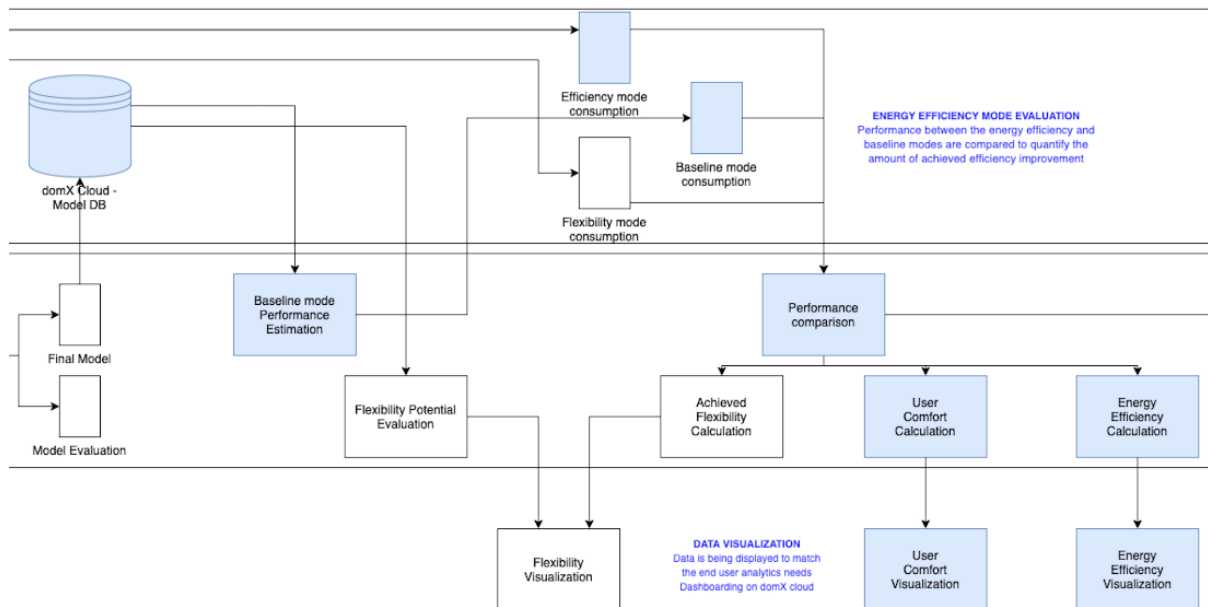 Efficiency mode
consumption
ENERGY EFFICIENCY MODE EVALUATION
Performance between the energy efficiency and
baseline modes are compared to quantify the
amount of achieved efficiency improvement
Baseline mode
consumption
domX Cloud -
Model DB
Flexibility mode
consumption
Baseline mode
Performance
Estimation
Performance
comparison
Final Model
Flexibility Potential
Evaluation
Achieved
Flexibility
Calculation
User
Comfort
Calculation
Energy
Efficiency
Calculation
Model Evaluation
Flexibility
Visualization
DATA VISUALIZATION
Data is being displayed to match
the end user analytics needs
Dashboarding on domX cloud
User
Comfort
Visualization
Energy
Efficiency
Visualization